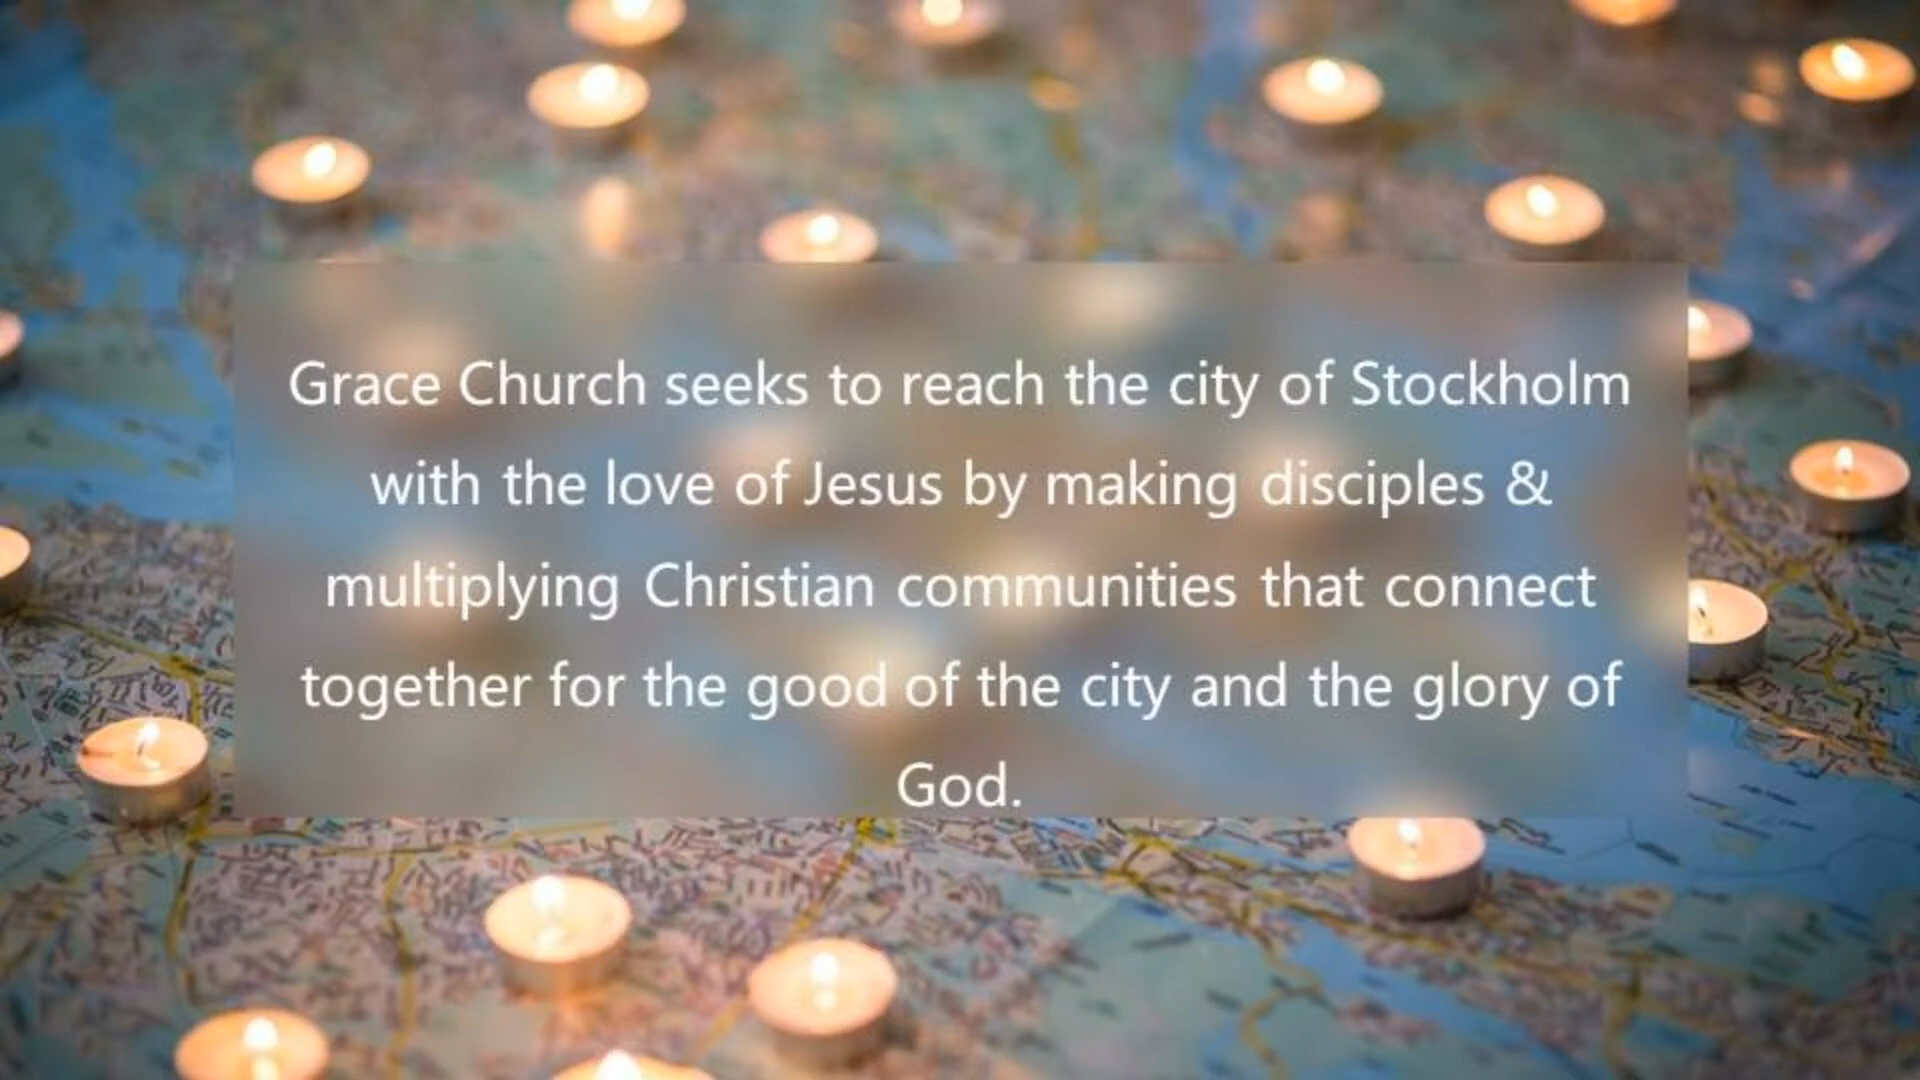 Grace Church seeks to reach the city of Stockholm
with the love of Jesus by making disciples &
multiplying Christian communities that connect
together for the good of the city and the glory of
God.